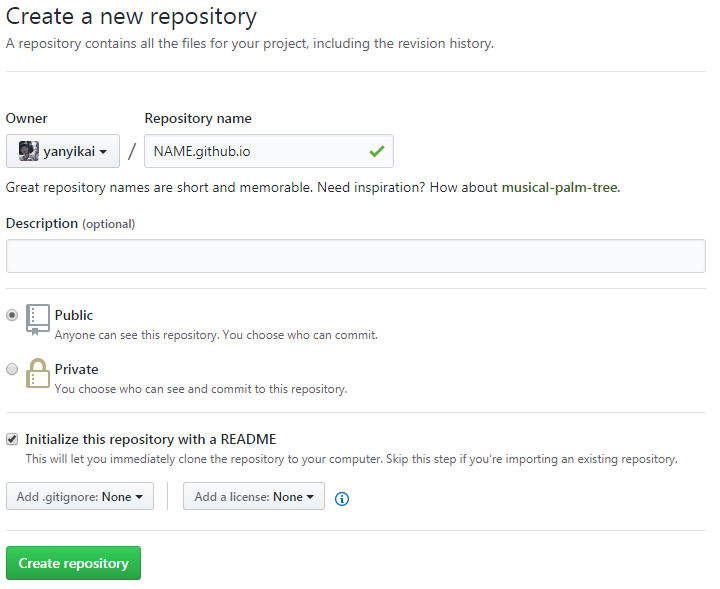 Create a new repository
A repository contains all the files for your project, including the revision history.
Owner Repository name
yanyikai / NAME.github.io
Great repository names are short and memorable. Need inspiration? How about musical-palm-tree.
Description (optional)
Public
Anyone can see this repository. You choose who can commit.
Private
You choose who can see and commit to this repository.
Initialize this repository with a README
This will let you immediately clone the repository to your computer. Skip this step if you're importing an existing repository.
Add .gitignore: None Add a license: None
Create repository